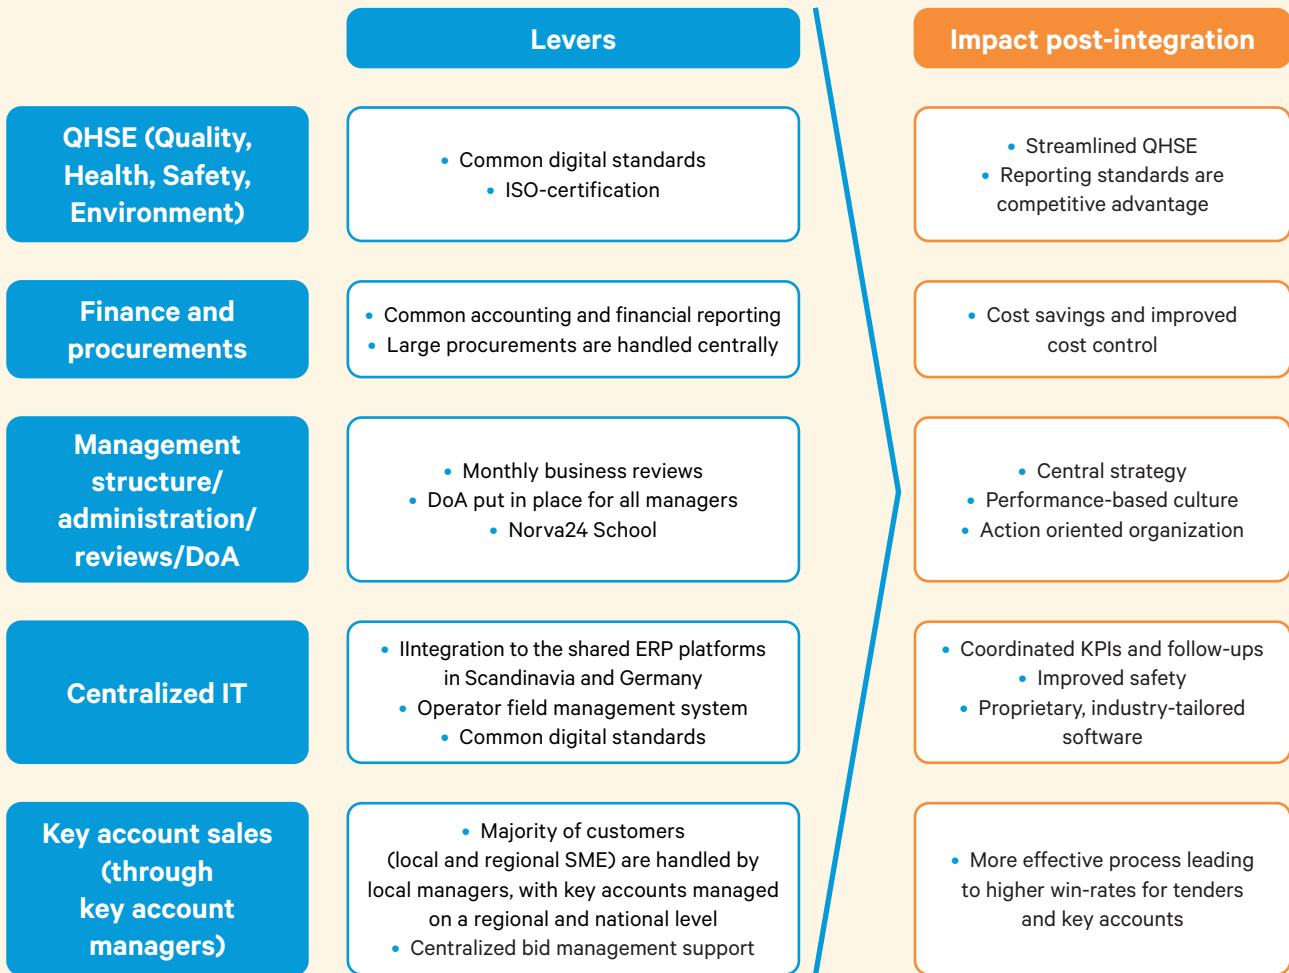 Levers
Impact post-integration
QHSE (Quality,
Health, Safety,
Environment)
• Common digital standards
• ISO-certification
• Streamlined QHSE
• Reporting standards are
competitive advantage
Finance and
procurements
• Common accounting and financial reporting
• Large procurements are handled centrally
• Cost savings and improved
cost control
Management
structure/
administration/
reviews/DoA
• Monthly business reviews
• DoA put in place for all managers
• Norva24 School
• Central strategy
• Performance-based culture
• Action oriented organization
Centralized IT
• IIntegration to the shared ERP platforms
in Scandinavia and Germany
• Operator field management system
• Common digital standards
• Coordinated KPIs and follow-ups
• Improved safety
• Proprietary, industry-tailored
software
Key account sales
(through
key account
managers)
• Majority of customers
(local and regional SME) are handled by
local managers, with key accounts managed
on a regional and national level
• Centralized bid management support
• More effective process leading
to higher win-rates for tenders
and key accounts